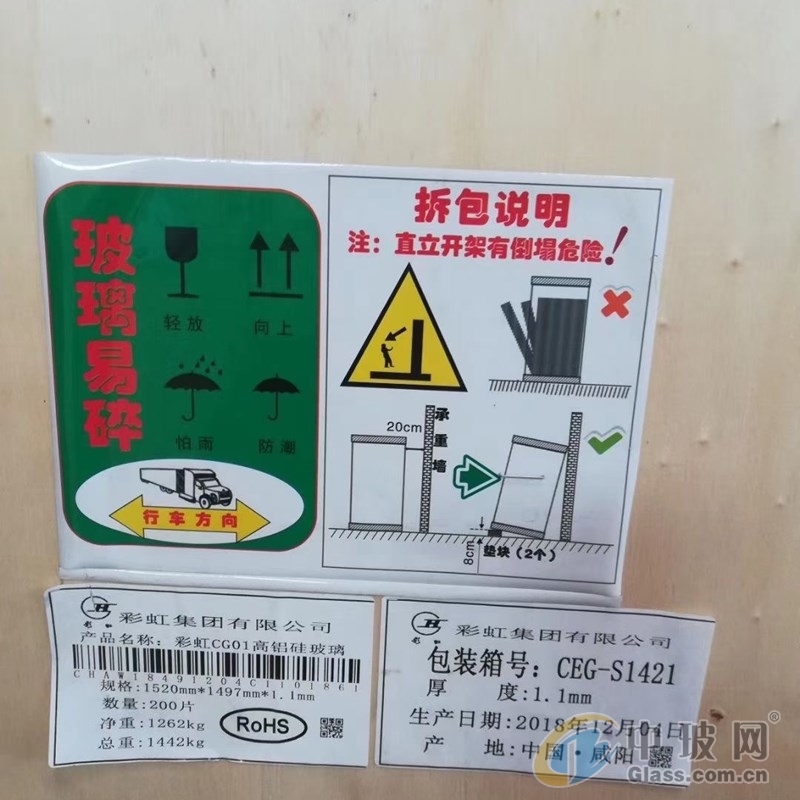 玻璃易碎
轻放
向上
怕雨
防潮
行车方向
拆包说明
注：直立开架有倒塌危险！
20cm
承重墙
8cm
垫块（2个）
彩虹
彩虹集团有限公司
产品名称：彩虹CG01高铝硅玻璃
CHAW18491204C1101861
规格：1520mm*1497mm*1.1mm
数量：200片
净重：1262kg
总重：1442kg
RoHS
彩虹
彩虹集团有限公司
包装箱号：CEG-S1421
厚 度：1.1mm
生产日期：2018年12月04日
产 地：中国·咸阳
中玻网®
Glass.com.cn